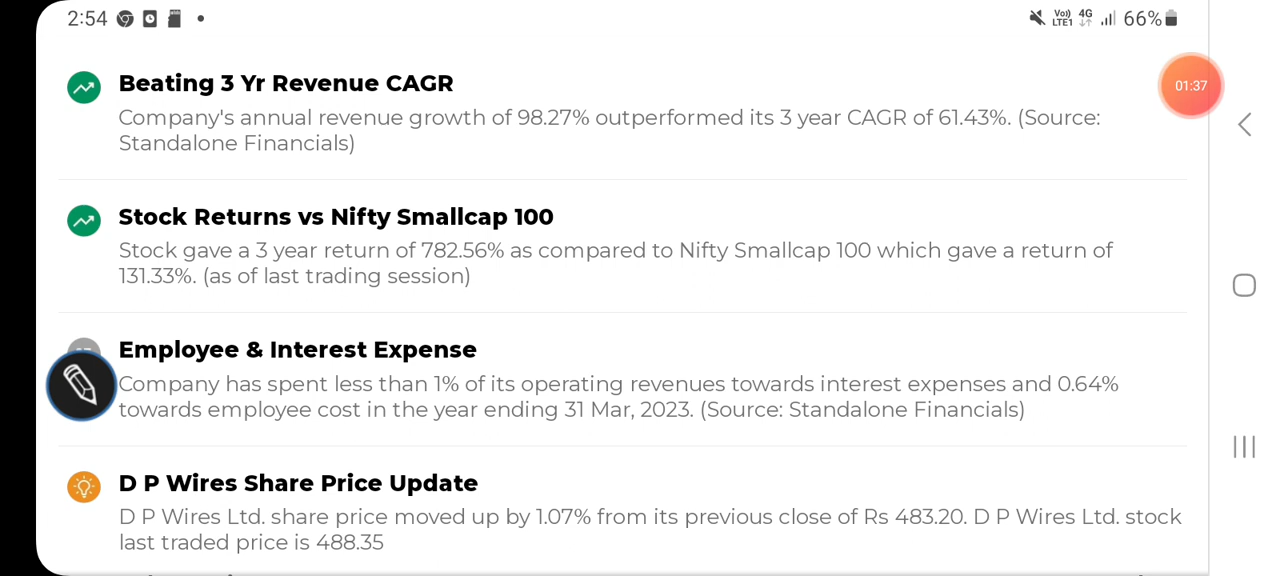 2:54
Vo)) 4G
LTE1
66%
Beating 3 Yr Revenue CAGR
01:37
Company's annual revenue growth of 98.27% outperformed its 3 year CAGR of 61.43%. (Source:
Standalone Financials)
Stock Returns vs Nifty Smallcap 100
Stock gave a 3 year return of 782.56% as compared to Nifty Smallcap 100 which gave a return of
131.33%. (as of last trading session)
Employee & Interest Expense
Company has spent less than 1% of its operating revenues towards interest expenses and 0.64%
towards employee cost in the year ending 31 Mar, 2023. (Source: Standalone Financials)
D P Wires Share Price Update
D P Wires Ltd. share price moved up by 1.07% from its previous close of Rs 483.20. D P Wires Ltd. stock
last traded price is 488.35